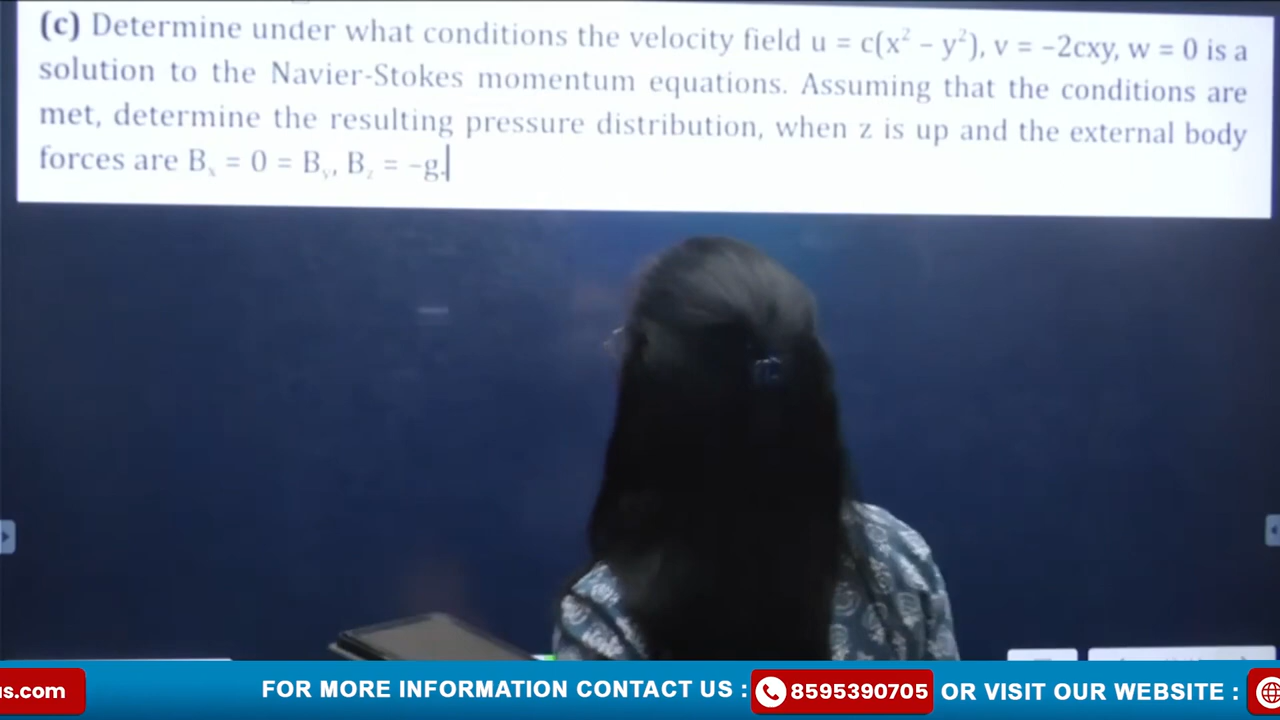 (c) Determine under what conditions the velocity field u = c(x² – y²), v = –2cxy, w = 0 is a
solution to the Navier-Stokes momentum equations. Assuming that the conditions are
met, determine the resulting pressure distribution, when z is up and the external body
forces are Bₓ = 0 = Bᵧ, B_z = –g.
us.com
FOR MORE INFORMATION CONTACT US : 8595390705 OR VISIT OUR WEBSITE :